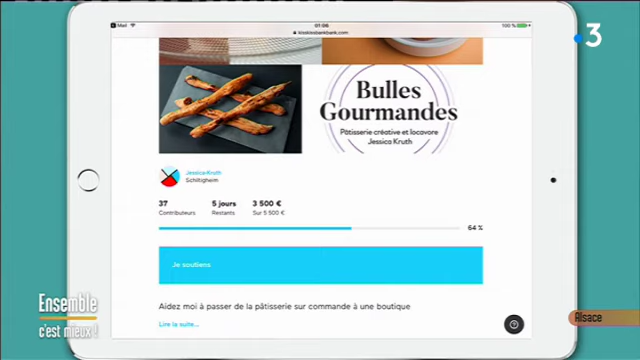 Mail
01:06
100 %
kisskissbankbank.com
3
Bulles
Gourmandes
Pâtisserie créative et locavore
Jessica Kruth
Jessica-Kruth
Schiltigheim
37
Contributeurs
5 jours
Restants
3 500 €
Sur 5 500 €
64 %
Je soutiens
Aidez moi à passer de la pâtisserie sur commande à une boutique
Lire la suite...
Ensemble
c'est mieux !
Alsace